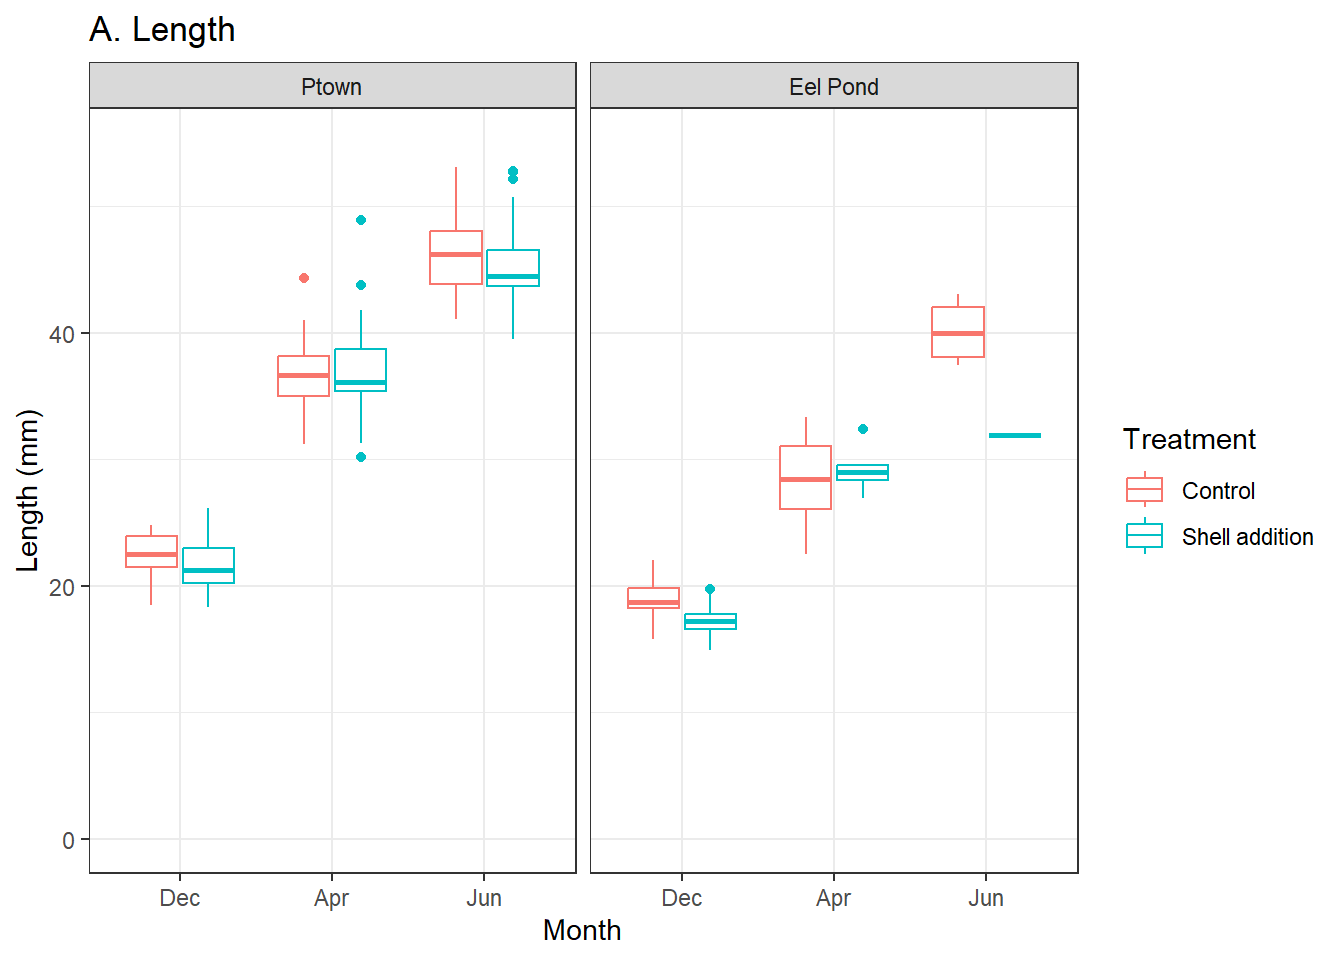 A. Length
Ptown
Eel Pond
Length (mm)
40
20
0
Dec
Apr
Jun
Dec
Apr
Jun
Month
Treatment
Control
Shell addition